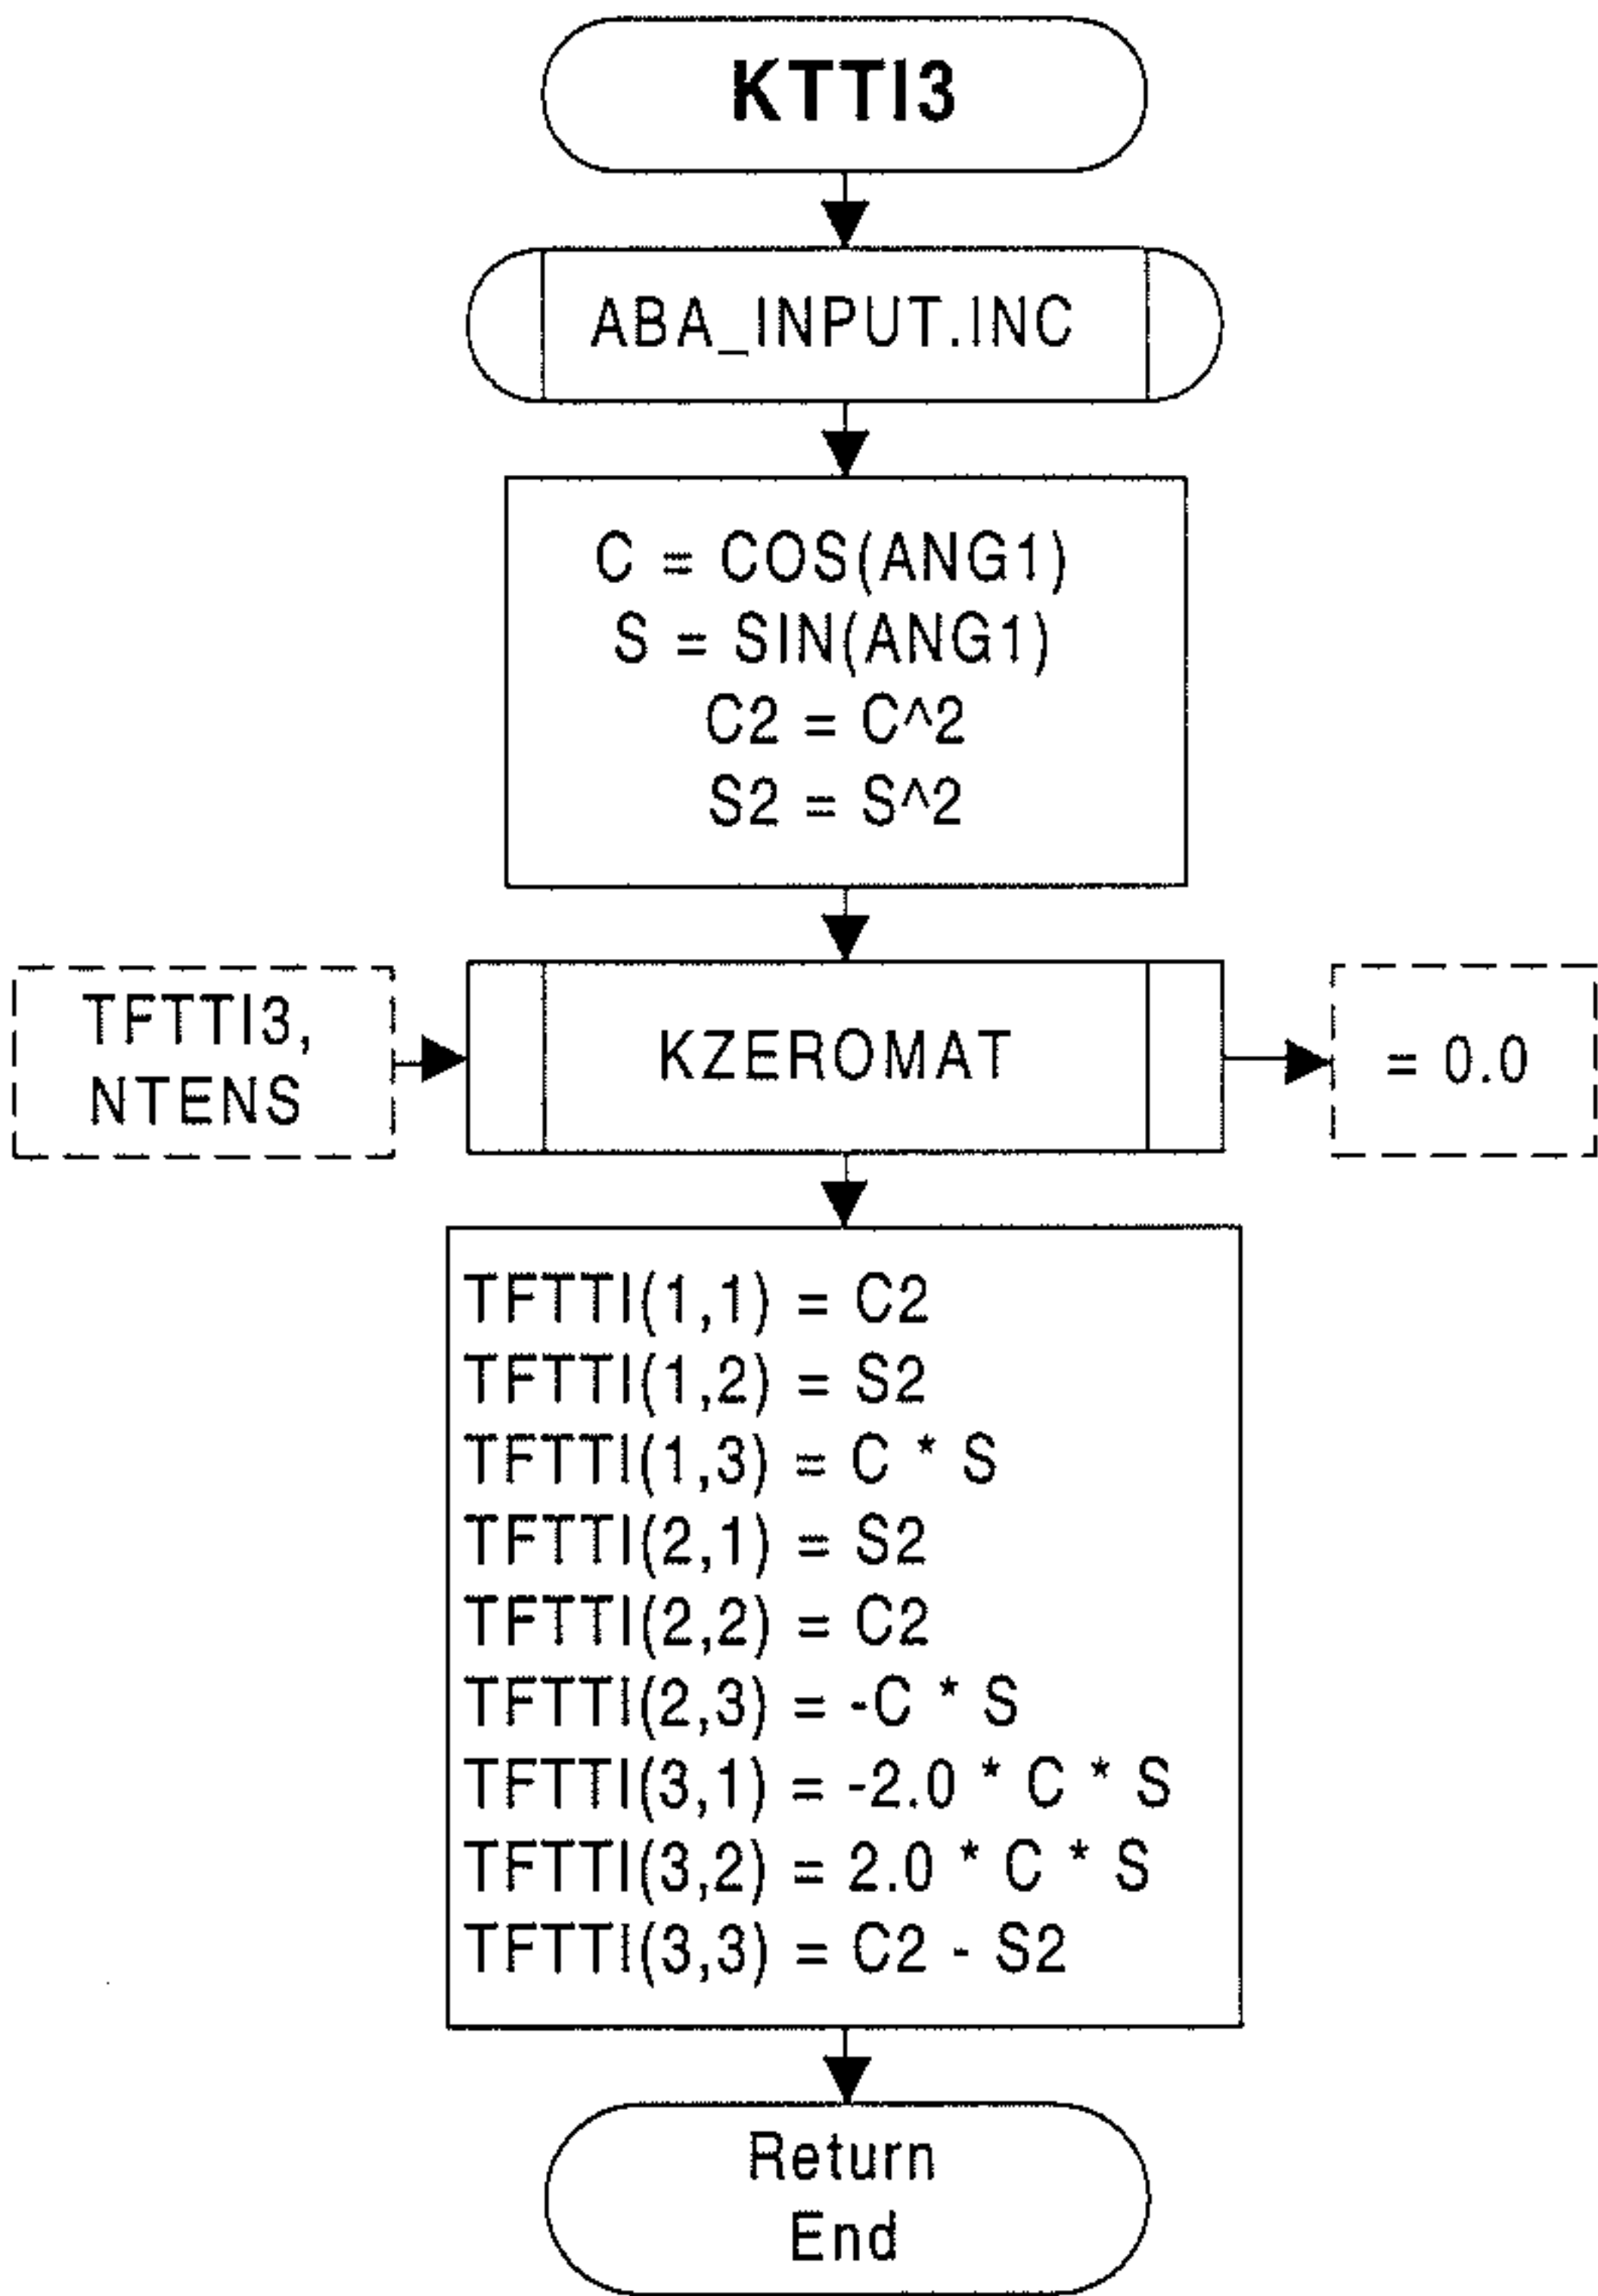 KTTI3
ABA_INPUT.INC
C = COS(ANG1)
S = SIN(ANG1)
C2 = C^2
S2 = S^2
TFTTI3,
NTENS
KZEROMAT
= 0.0
TFTTI(1,1) = C2
TFTTI(1,2) = S2
TFTTI(1,3) = C * S
TFTTI(2,1) = S2
TFTTI(2,2) = C2
TFTTI(2,3) = -C * S
TFTTI(3,1) = -2.0 * C * S
TFTTI(3,2) = 2.0 * C * S
TFTTI(3,3) = C2 - S2
Return
End